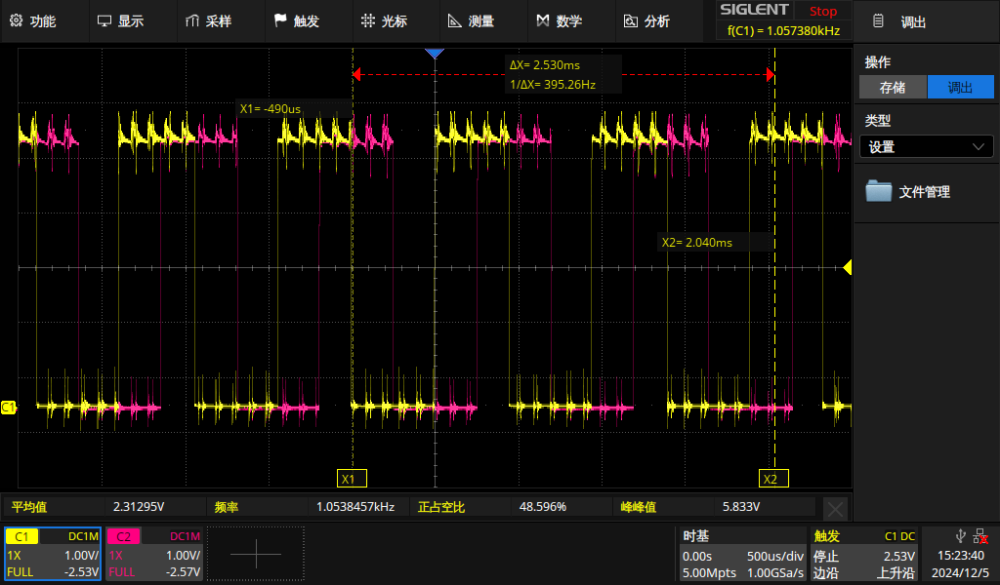 功能 显示 采样 触发 光标 测量 数学 分析 SIGLENT Stop 调出
f(C1) = 1.057380kHz
操作
存储 调出
类型
设置
文件管理
ΔX= 2.530ms
1/ΔX= 395.26Hz
X1= -490us
X2= 2.040ms
C1
X1 X2
平均值 2.31295V 频率 1.0538457kHz 正占空比 48.596% 峰峰值 5.833V
C1 DC1M C2 DC1M 时基 触发 C1 DC
1X 1.00V/ 1X 1.00V/ 0.00s 500us/div 停止 2.53V 15:23:40
FULL -2.53V FULL -2.57V 5.00Mpts 1.00GSa/s 边沿 上升沿 2024/12/5